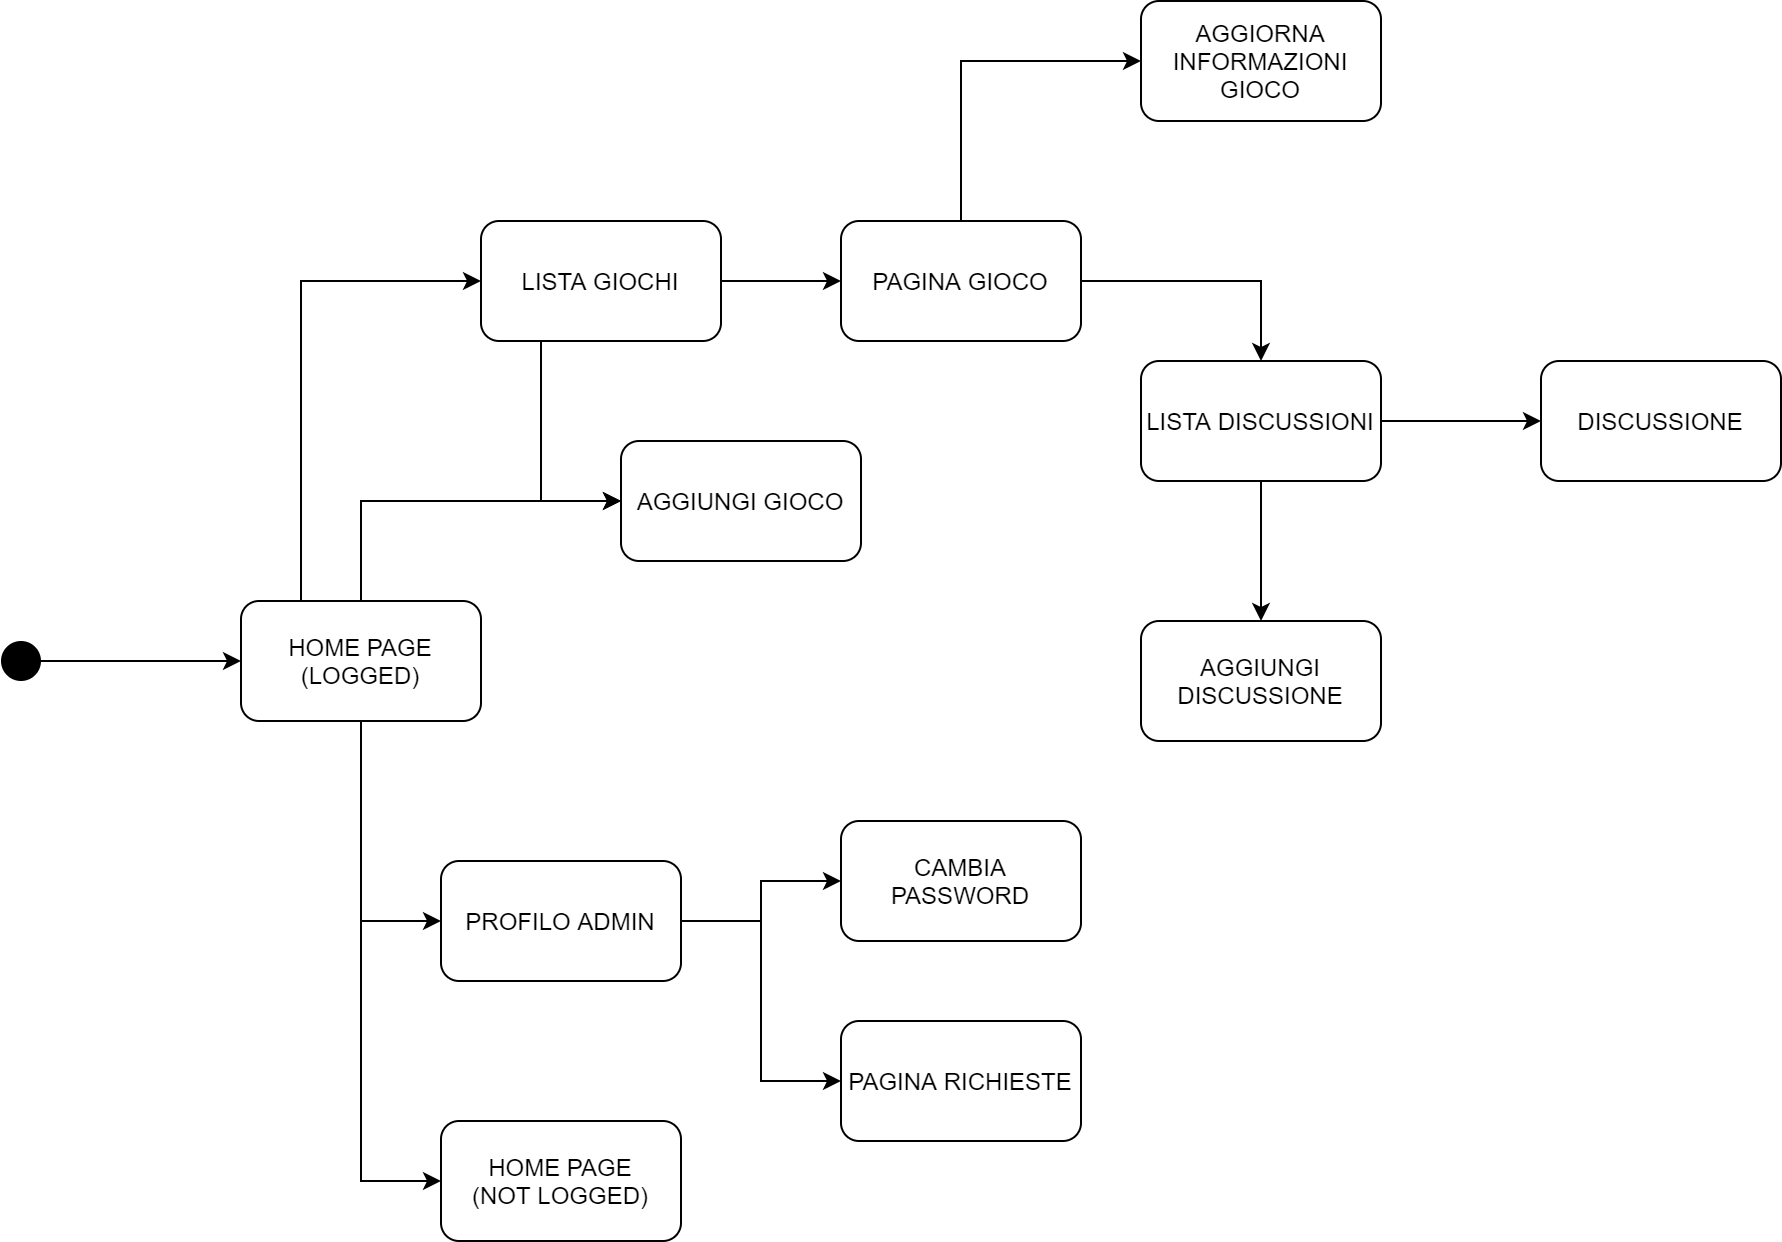 AGGIORNA
INFORMAZIONI
GIOCO
LISTA GIOCHI
PAGINA GIOCO
LISTA DISCUSSIONI
DISCUSSIONE
AGGIUNGI GIOCO
HOME PAGE
(LOGGED)
AGGIUNGI
DISCUSSIONE
CAMBIA
PASSWORD
PROFILO ADMIN
PAGINA RICHIESTE
HOME PAGE
(NOT LOGGED)